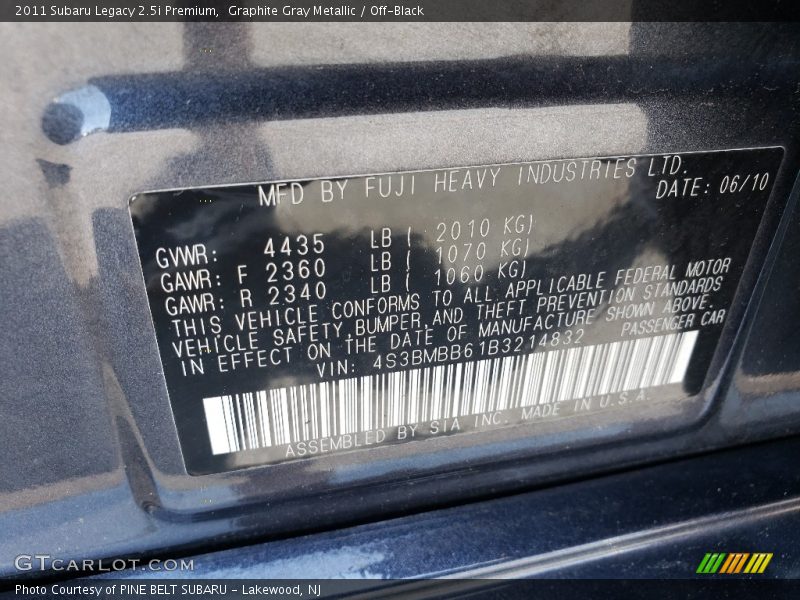 2011 Subaru Legacy 2.5i Premium,  Graphite Gray Metallic / Off-Black
MFD BY FUJI HEAVY INDUSTRIES LTD.
DATE: 06/10
GVWR: 4435 LB ( 2010 KG)
GAWR: F 2360 LB ( 1070 KG)
GAWR: R 2340 LB ( 1060 KG)
THIS VEHICLE CONFORMS TO ALL APPLICABLE FEDERAL MOTOR
VEHICLE SAFETY, BUMPER, AND THEFT PREVENTION STANDARDS
IN EFFECT ON THE DATE OF MANUFACTURE SHOWN ABOVE.
VIN: 4S3BMBB61B3214832 PASSENGER CAR
ASSEMBLED BY SIA INC. MADE IN U.S.A.
GTCARLOT.COM
Photo Courtesy of PINE BELT SUBARU - Lakewood, NJ